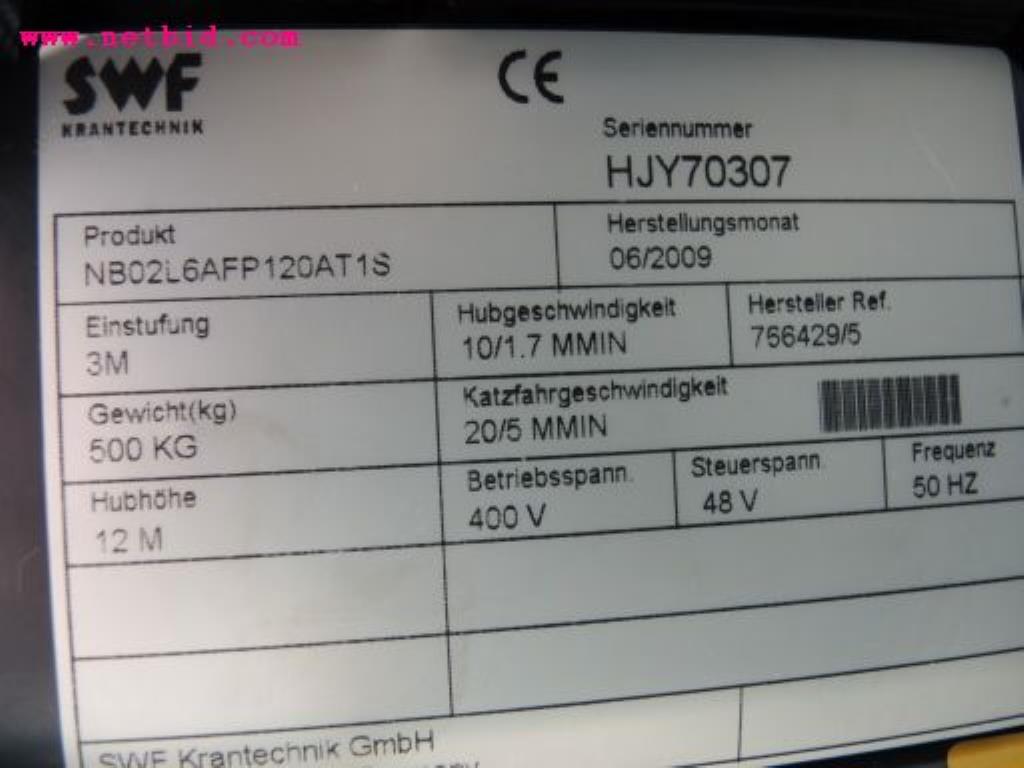 www.netbid.com
SWF
KRANTECHNIK
CE
Seriennummer
HJY70307
Produkt
NB02L6AFP120AT1S
Herstellungsmonat
06/2009
Einstufung
3M
Hubgeschwindigkeit
10/1.7 MMIN
Hersteller Ref.
766429/5
Gewicht(kg)
500 KG
Katzfahrgeschwindigkeit
20/5 MMIN
Hubhöhe
12 M
Betriebsspann.
400 V
Steuerspann.
48 V
Frequenz
50 HZ
SWF Krantechnik GmbH